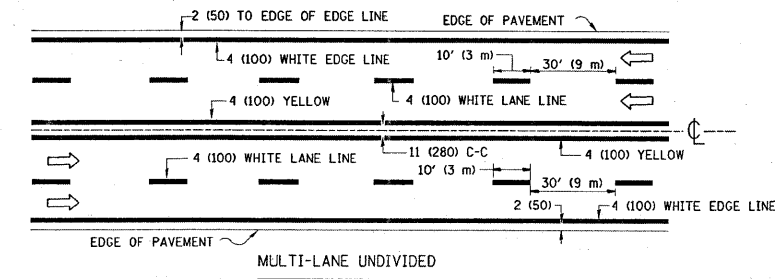 2 (50) TO EDGE OF EDGE LINE
EDGE OF PAVEMENT
4 (100) WHITE EDGE LINE
10' (3 m)
30' (9 m)
4 (100) YELLOW
4 (100) WHITE LANE LINE
℄
4 (100) WHITE LANE LINE
11 (280) C-C
4 (100) YELLOW
10' (3 m)
30' (9 m)
2 (50)
4 (100) WHITE EDGE LINE
EDGE OF PAVEMENT
MULTI-LANE UNDIVIDED